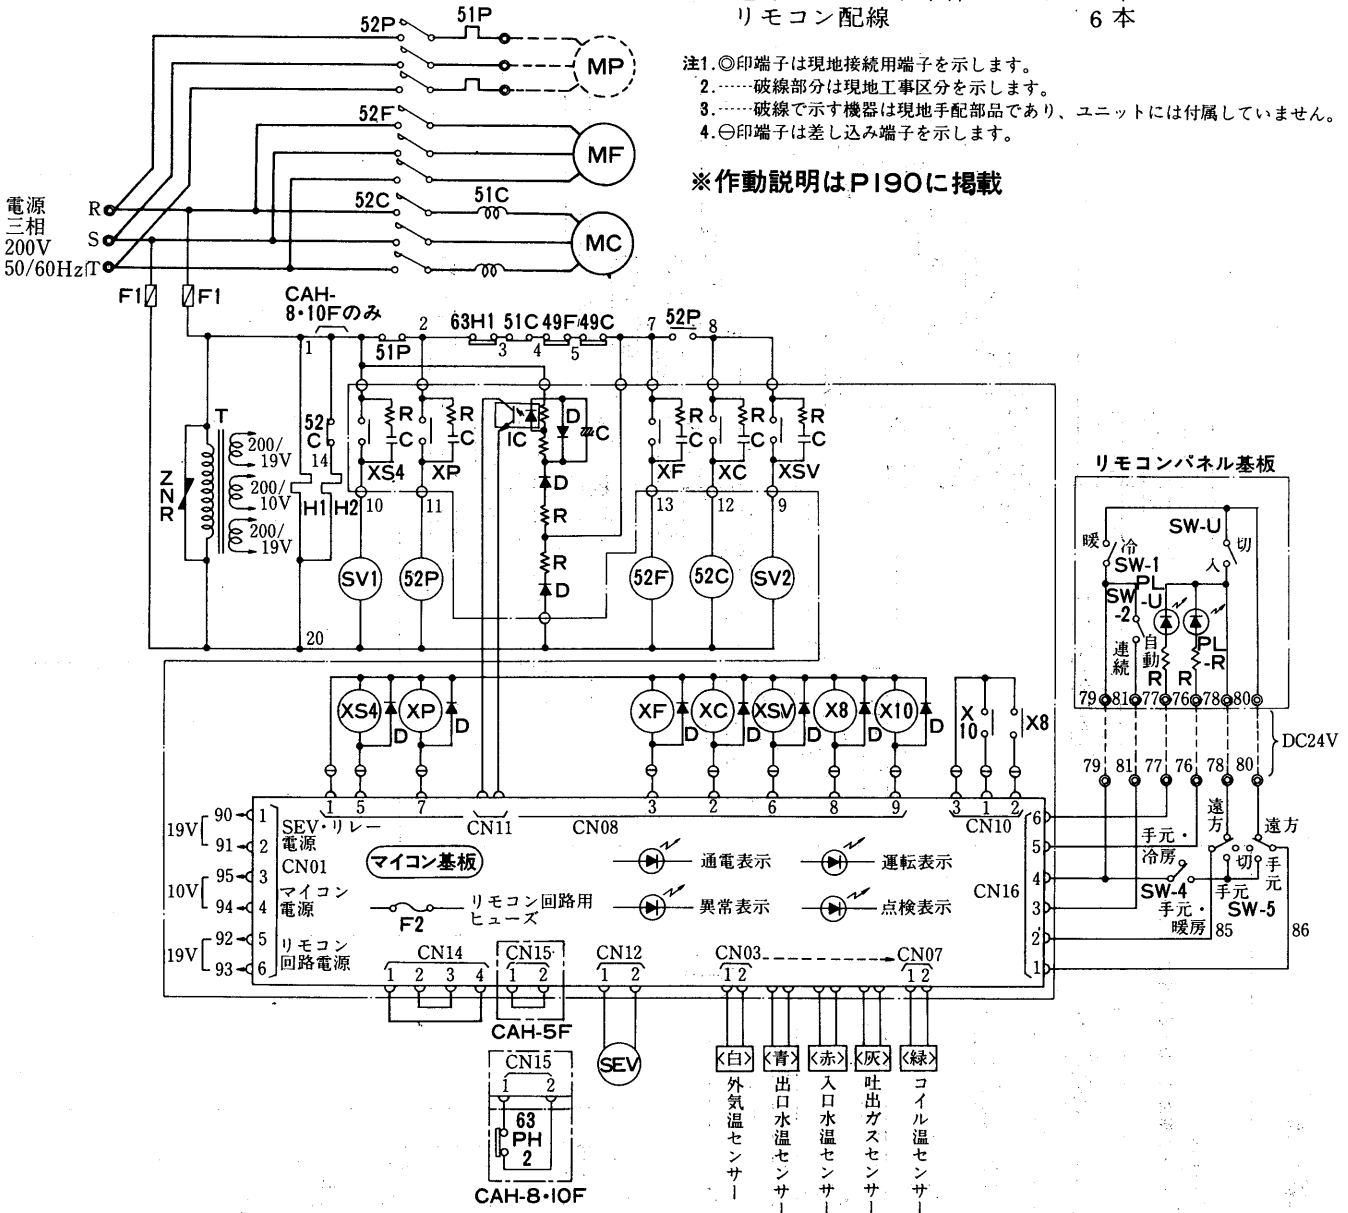 リモコン配線 6本
注1.◎印端子は現地接続用端子を示します。
2.-----破線部分は現地工事区分を示します。
3.-----破線で示す機器は現地手配部品であり、ユニットには付属していません。
4.⊖印端子は差し込み端子を示します。
※作動説明はP190に掲載
52P 51P MP
52F MF
52C 51C MC
電源 R
三相
200V S
50/60Hz T
F1 F1
CAH-
8・10Fのみ
1 51P 2 63H1 3 51C 4 49F 5 49C 7 52P 8
T
ZNR
200/
19V
200/
10V
200/
19V
52
C
14
H1 H2
R C XS4
R C XP
IC D C
R C XF
R C XC
R C XSV
D
R
R
D
10 11 13 12 9
SV1 52P 52F 52C SV2
20
リモコンパネル基板
暖 冷
SW-1
SW-U
切
入
SW
-2
PL
-U
PL
-R
連続
自動
R R
79 81 77 76 78 80
DC24V
79 81 77 76 78 80
XS4 D XP D XF D XC D XSV D X8 D X10 D
X
10
X8
1 5 7 3 2 6 8 9 3 1 2
CN11 CN08 CN10
19V 90 1 SEV・リレー
91 2 電源
CN01
10V 95 3 マイコン
94 4 電源
19V 92 5 リモコン
93 6 回路電源
マイコン基板
F2 リモコン回路用
ヒューズ
通電表示 運転表示
異常表示 点検表示
CN16
6
5
4
3
2
1
手元・
冷房
SW-4
手元・
暖房
遠方
切
手元
遠方
手元
SW-5
85 86
CN14
1 2 3 4
CN15
1 2
CAH-5F
CN12
1 2
SEV
CN03 CN07
1 2 1 2
CN15
1 2
63
PH
2
CAH-8・10F
<白> <青> <赤> <灰> <緑>
外気温センサー
出口水温センサー
入口水温センサー
吐出ガスセンサー
コイル温センサー